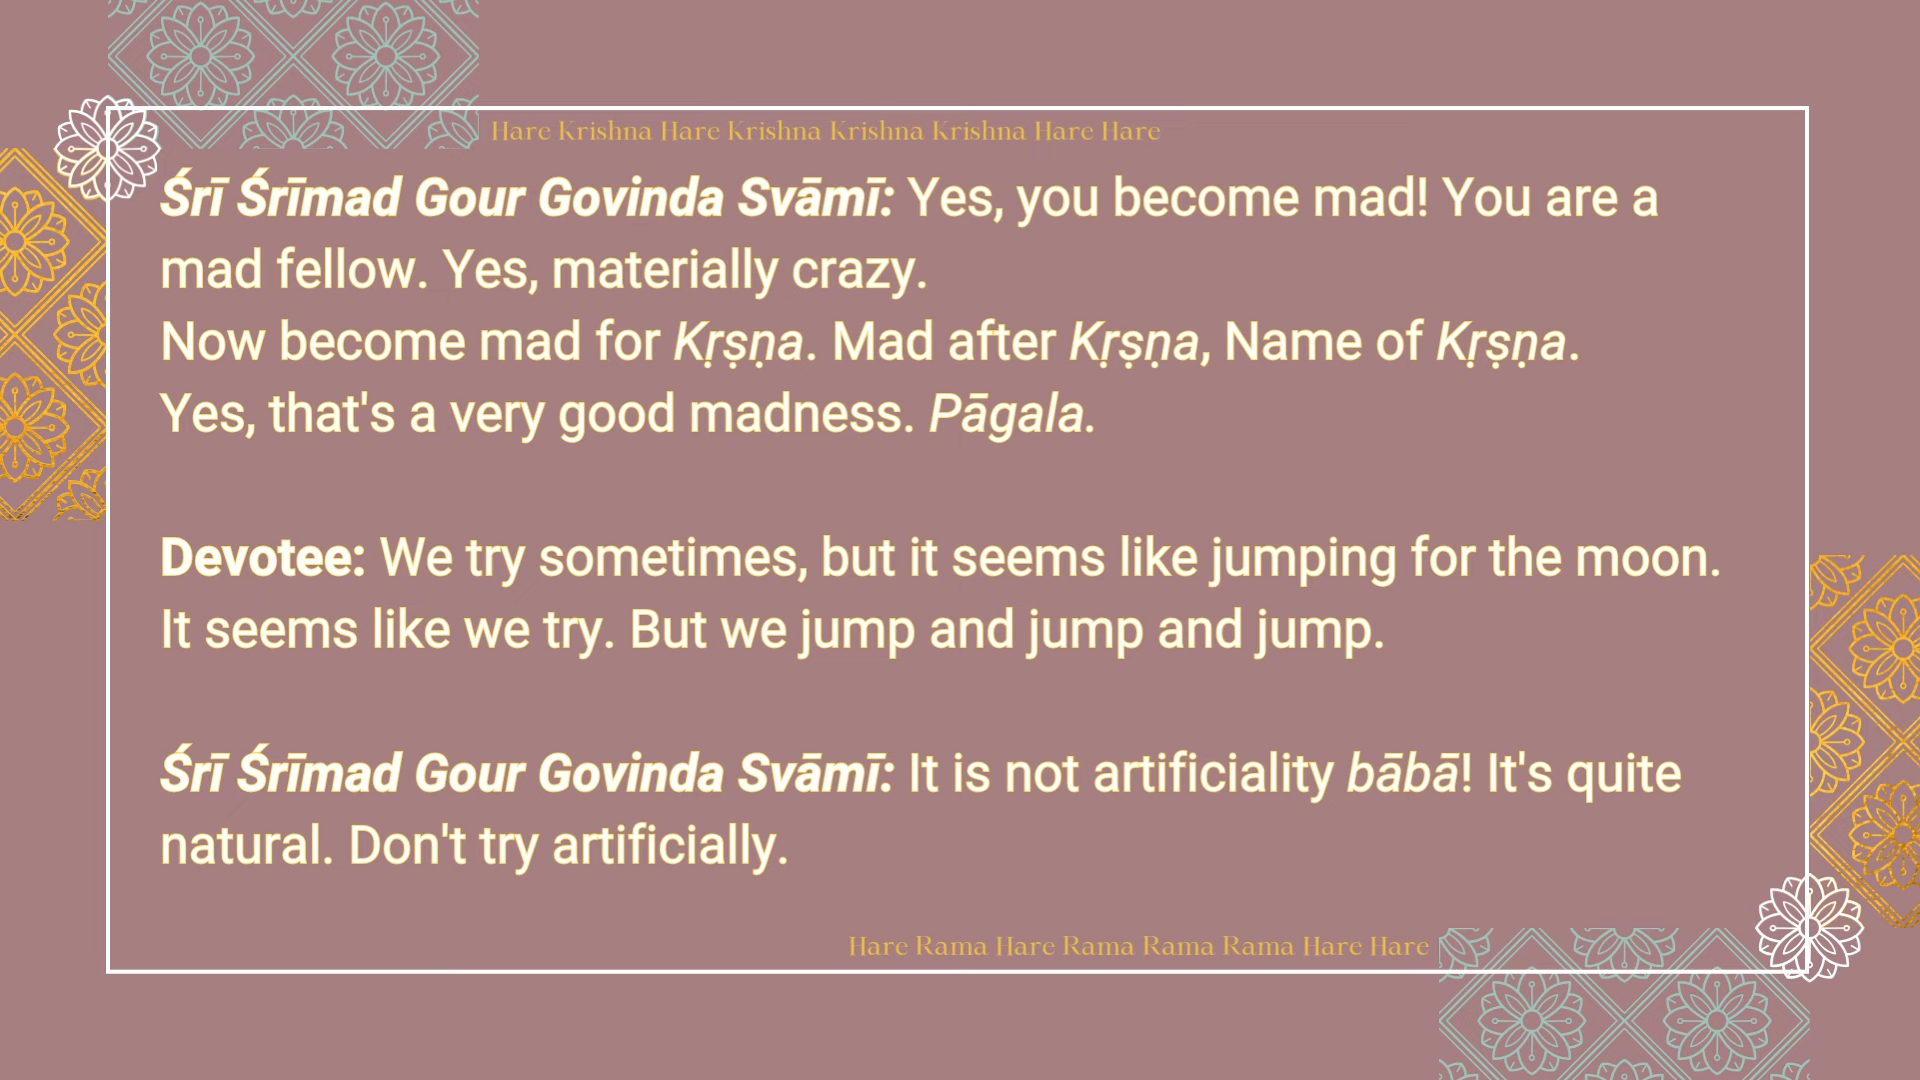 Hare Krishna Hare Krishna Krishna Krishna Hare Hare
Śrī Śrīmad Gour Govinda Svāmī: Yes, you become mad! You are a
mad fellow. Yes, materially crazy.
Now become mad for Kṛṣṇa. Mad after Kṛṣṇa, Name of Kṛṣṇa.
Yes, that's a very good madness. Pāgala.
Devotee: We try sometimes, but it seems like jumping for the moon.
It seems like we try. But we jump and jump and jump.
Śrī Śrīmad Gour Govinda Svāmī: It is not artificiality bābā! It's quite
natural. Don't try artificially.
Hare Rama Hare Rama Rama Rama Hare Hare